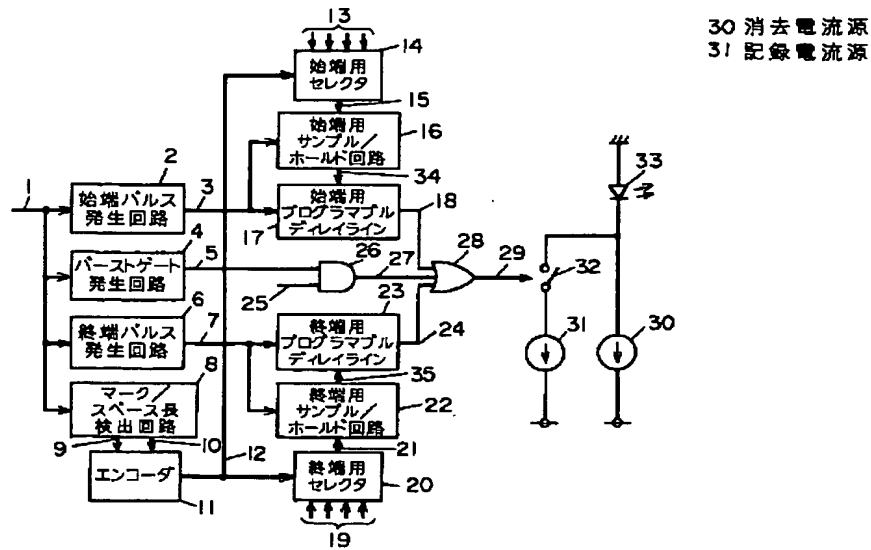 13
30 消去電流源
31 記録電流源
始端用
セレクタ
14
15
始端用
サンプル/
ホールド回路
16
34
1
2
始端パルス
発生回路
3
始端用
プログラマブル
ディレイライン
17
18
33
4
バーストゲート
発生回路
5
25
26
27
28
29
32
6
終端パルス
発生回路
7
23
終端用
プログラマブル
ディレイライン
24
31
30
8
マーク/
スペース長
検出回路
9
10
35
終端用
サンプル/
ホールド回路
22
21
エンコーダ
11
12
終端用
セレクタ
20
19